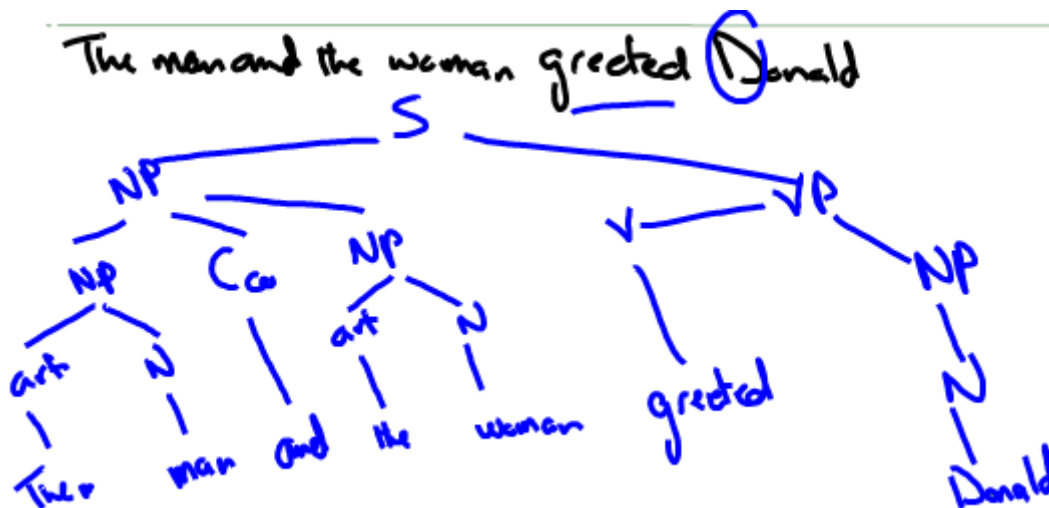 The man and the woman greeted Donald
S
NP VP
NP C co NP V NP
art N art N N
The man and the woman greeted Donald